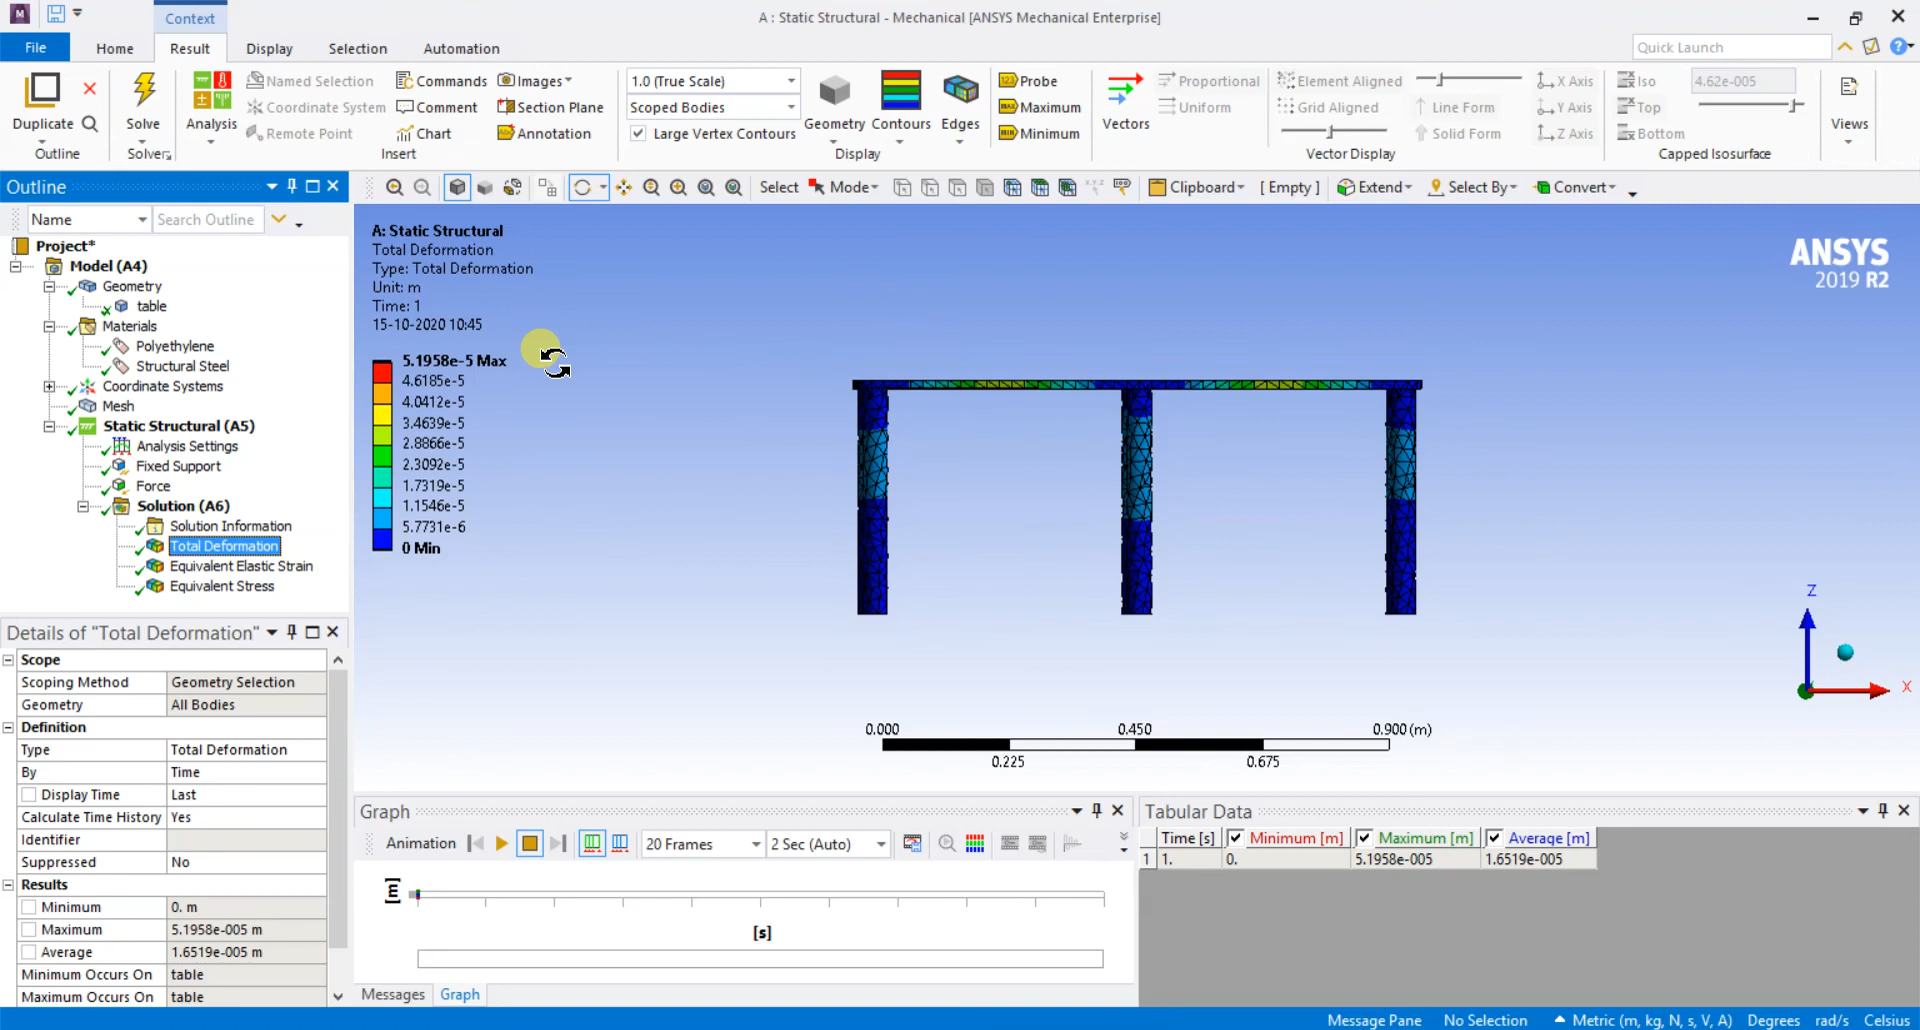 M
Context
A : Static Structural - Mechanical [ANSYS Mechanical Enterprise]
File
Home
Result
Display
Selection
Automation
Quick Launch
Duplicate
Outline
Solve
Solver
Analysis
Named Selection
Coordinate System
Remote Point
Commands
Comment
Chart
Images
Section Plane
Annotation
Insert
1.0 (True Scale)
Scoped Bodies
Large Vertex Contours
Geometry
Contours
Edges
Display
Probe
Maximum
Minimum
Vectors
Proportional
Uniform
Element Aligned
Grid Aligned
Line Form
Solid Form
X Axis
Y Axis
Z Axis
Vector Display
Iso
Top
Bottom
4.62e-005
Capped Isosurface
Views
Outline
Select
Mode
Clipboard
[ Empty ]
Extend
Select By
Convert
Name
Search Outline
Project*
Model (A4)
Geometry
table
Materials
Polyethylene
Structural Steel
Coordinate Systems
Mesh
Static Structural (A5)
Analysis Settings
Fixed Support
Force
Solution (A6)
Solution Information
Total Deformation
Equivalent Elastic Strain
Equivalent Stress
A: Static Structural
Total Deformation
Type: Total Deformation
Unit: m
Time: 1
15-10-2020 10:45
5.1958e-5 Max
4.6185e-5
4.0412e-5
3.4639e-5
2.8866e-5
2.3092e-5
1.7319e-5
1.1546e-5
5.7731e-6
0 Min
ANSYS
2019 R2
Z
X
0.000
0.450
0.900 (m)
0.225
0.675
Details of "Total Deformation"
Scope
Scoping Method Geometry Selection
Geometry All Bodies
Definition
Type Total Deformation
By Time
Display Time Last
Calculate Time History Yes
Identifier
Suppressed No
Results
Minimum 0. m
Maximum 5.1958e-005 m
Average 1.6519e-005 m
Minimum Occurs On table
Maximum Occurs On table
Graph
Animation
20 Frames
2 Sec (Auto)
[m]
[s]
Messages
Graph
Tabular Data
Time [s] Minimum [m] Maximum [m] Average [m]
1 1. 0. 5.1958e-005 1.6519e-005
Message Pane
No Selection
Metric (m, kg, N, s, V, A)
Degrees
rad/s
Celsius